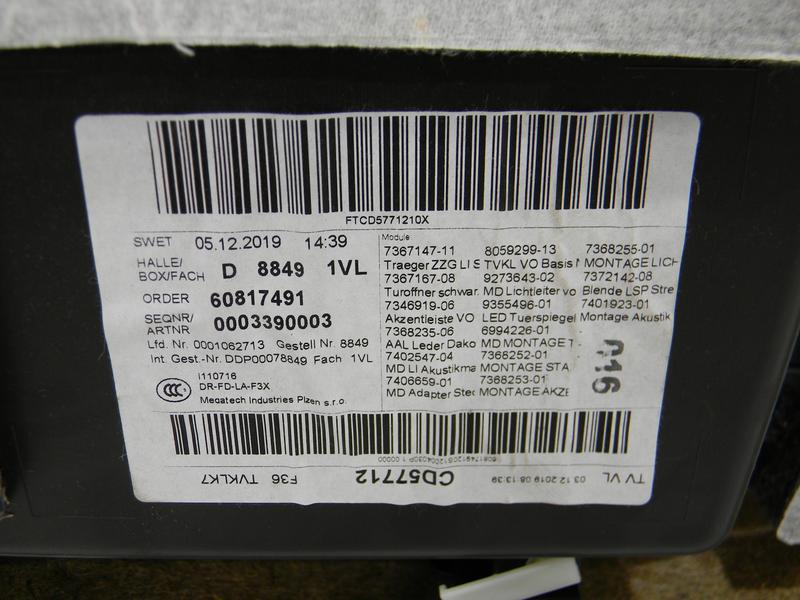 FTCD5771210X
SWET 05.12.2019 14:39
HALLE/
BOX/FACH D 8849 1VL
ORDER 60817491
SEQNR/
ARTNR 0003390003
Lfd. Nr. 0001062713 Gestell Nr. 8849
Int. Gest.-Nr. DDP00078849 Fach 1VL
I110716
DR-FD-LA-F3X
Megatech Industries Plzen s.r.o.
CCC
Module
7367147-11 8059299-13 7368255-01
Traeger ZZG LI S TVKL VO Basis M MONTAGE LICH
7367167-08 9273643-02 7372142-08
Turoffner schwar MD Lichtleiter vo Blende LSP Stre
7346919-06 9355496-01 7401923-01
Akzentleiste VO LED Tuerspiegel Montage Akustik
7368235-06 6994226-01
AAL Leder Dako MD MONTAGE T
7402547-04 7368252-01
MD LI Akustikma MONTAGE STA
7406659-01 7368253-01
MD Adapter Stec MONTAGE AKZE
016
TV VL 03.12.2019 08:13:39 CD57712 F36 TVKLK7